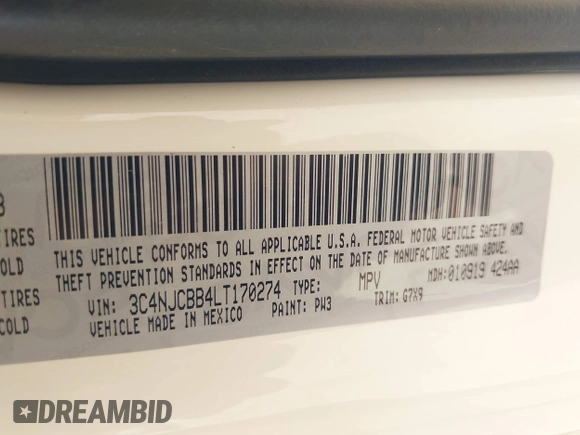 B
TIRES
COLD
TIRES
COLD
THIS VEHICLE CONFORMS TO ALL APPLICABLE U.S.A. FEDERAL MOTOR VEHICLE SAFETY AND
THEFT PREVENTION STANDARDS IN EFFECT ON THE DATE OF MANUFACTURE SHOWN ABOVE.
VIN: 3C4NJCBB4LT170274 TYPE: MPV MDH: 010919 424AA
VEHICLE MADE IN MEXICO PAINT: PW3 TRIM: G7X9
DREAMBID